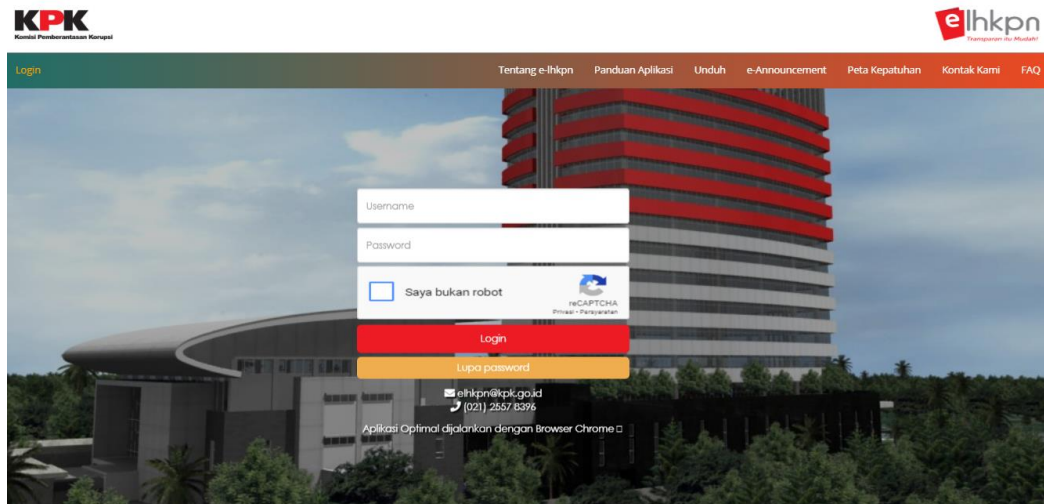 KPK
Komisi Pemberantasan Korupsi
elhkpn
Transparan itu Mudah!
Login Tentang e-lhkpn Panduan Aplikasi Unduh e-Announcement Peta Kepatuhan Kontak Kami FAQ
Username
Password
Saya bukan robot
reCAPTCHA
Privasi - Persyaratan
Login
Lupa password
elhkpn@kpk.go.id
(021) 2557 8396
Aplikasi Optimal dijalankan dengan Browser Chrome